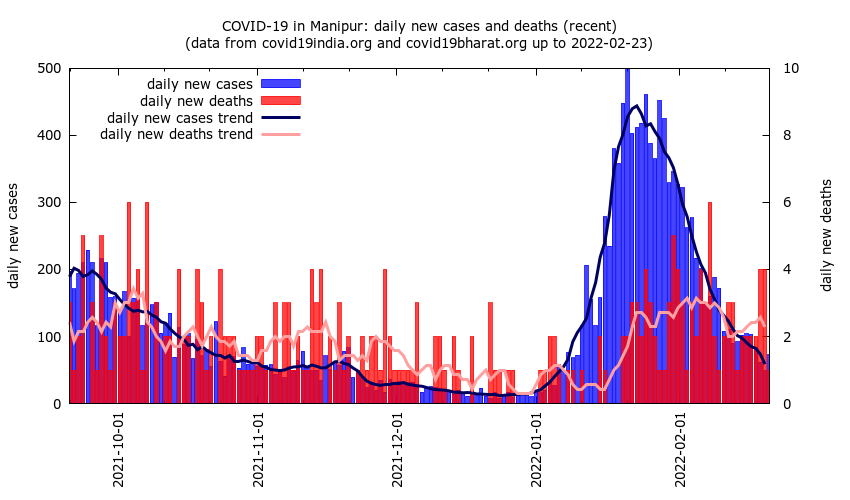 COVID-19 in Manipur: daily new cases and deaths (recent)
(data from covid19india.org and covid19bharat.org up to 2022-02-23)
daily new cases
daily new deaths
daily new cases trend
daily new deaths trend
500
400
300
200
100
0
10
8
6
4
2
0
daily new cases
daily new deaths
2021-10-01
2021-11-01
2021-12-01
2022-01-01
2022-02-01